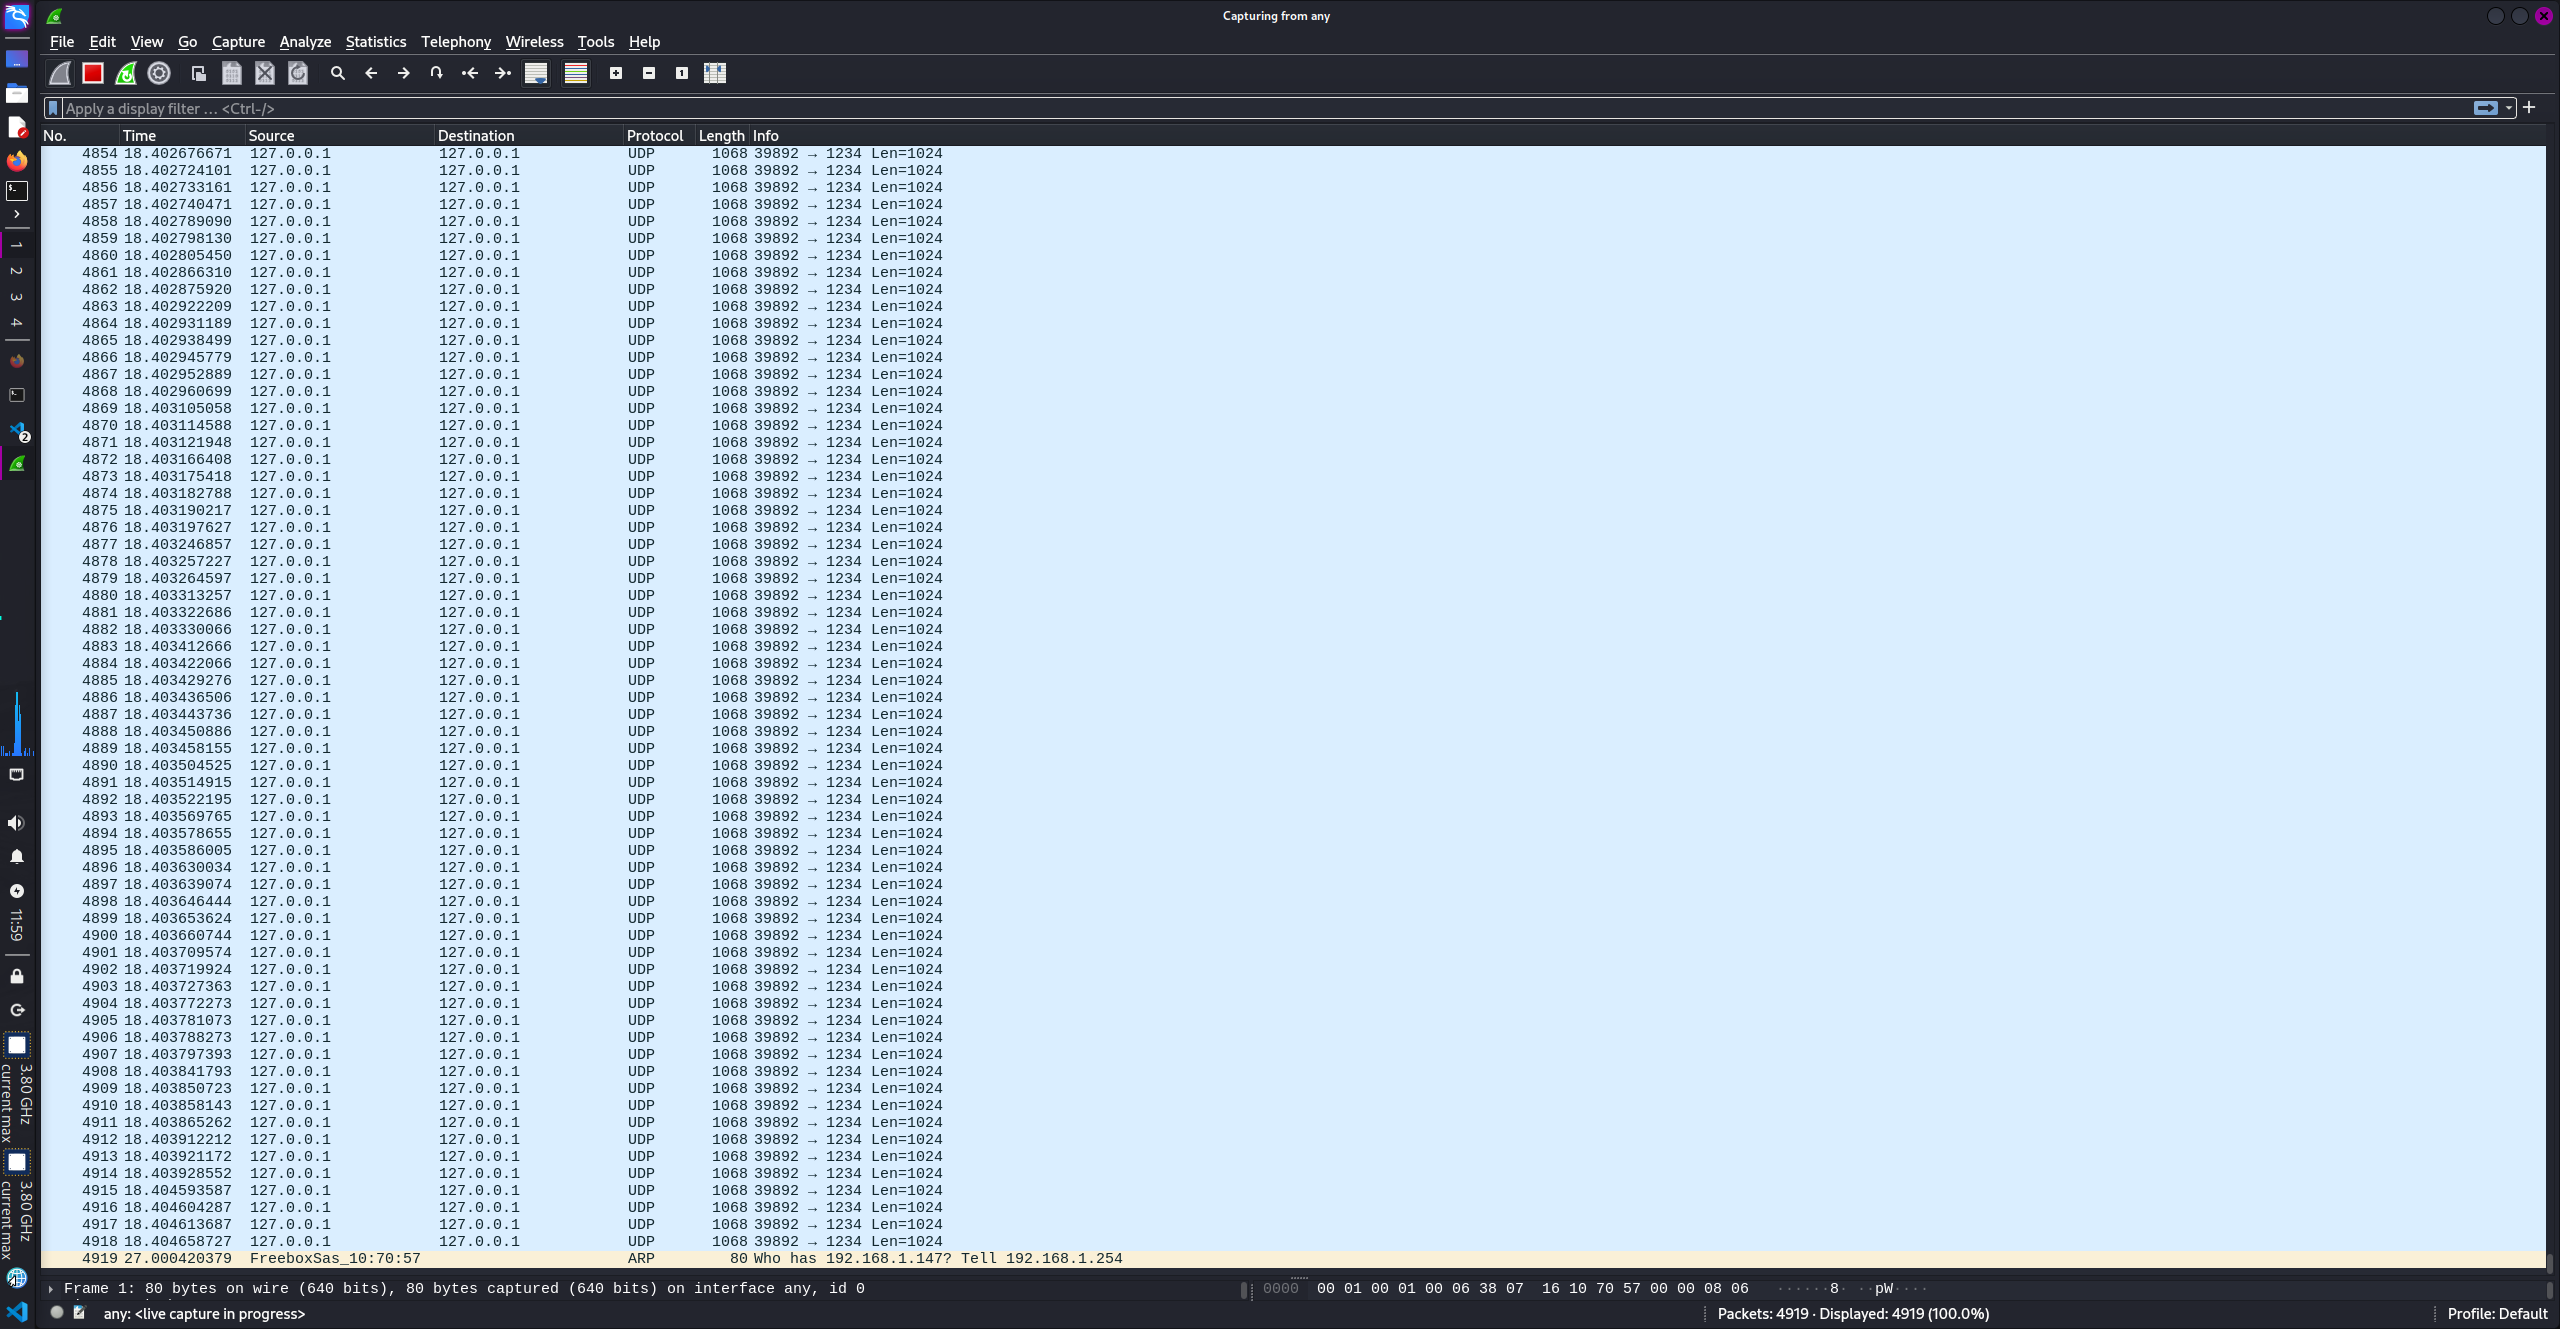 Capturing from any
File Edit View Go Capture Analyze Statistics Telephony Wireless Tools Help
Apply a display filter … <Ctrl-/>
No. Time Source Destination Protocol Length Info
4854 18.402676671 127.0.0.1 127.0.0.1 UDP 1068 39892 → 1234 Len=1024
4855 18.402724101 127.0.0.1 127.0.0.1 UDP 1068 39892 → 1234 Len=1024
4856 18.402733161 127.0.0.1 127.0.0.1 UDP 1068 39892 → 1234 Len=1024
4857 18.402740471 127.0.0.1 127.0.0.1 UDP 1068 39892 → 1234 Len=1024
4858 18.402789090 127.0.0.1 127.0.0.1 UDP 1068 39892 → 1234 Len=1024
4859 18.402798130 127.0.0.1 127.0.0.1 UDP 1068 39892 → 1234 Len=1024
4860 18.402805450 127.0.0.1 127.0.0.1 UDP 1068 39892 → 1234 Len=1024
4861 18.402866310 127.0.0.1 127.0.0.1 UDP 1068 39892 → 1234 Len=1024
4862 18.402875920 127.0.0.1 127.0.0.1 UDP 1068 39892 → 1234 Len=1024
4863 18.402922209 127.0.0.1 127.0.0.1 UDP 1068 39892 → 1234 Len=1024
4864 18.402931189 127.0.0.1 127.0.0.1 UDP 1068 39892 → 1234 Len=1024
4865 18.402938499 127.0.0.1 127.0.0.1 UDP 1068 39892 → 1234 Len=1024
4866 18.402945779 127.0.0.1 127.0.0.1 UDP 1068 39892 → 1234 Len=1024
4867 18.402952889 127.0.0.1 127.0.0.1 UDP 1068 39892 → 1234 Len=1024
4868 18.402960699 127.0.0.1 127.0.0.1 UDP 1068 39892 → 1234 Len=1024
4869 18.403105058 127.0.0.1 127.0.0.1 UDP 1068 39892 → 1234 Len=1024
4870 18.403114588 127.0.0.1 127.0.0.1 UDP 1068 39892 → 1234 Len=1024
4871 18.403121948 127.0.0.1 127.0.0.1 UDP 1068 39892 → 1234 Len=1024
4872 18.403166408 127.0.0.1 127.0.0.1 UDP 1068 39892 → 1234 Len=1024
4873 18.403175418 127.0.0.1 127.0.0.1 UDP 1068 39892 → 1234 Len=1024
4874 18.403182788 127.0.0.1 127.0.0.1 UDP 1068 39892 → 1234 Len=1024
4875 18.403190217 127.0.0.1 127.0.0.1 UDP 1068 39892 → 1234 Len=1024
4876 18.403197627 127.0.0.1 127.0.0.1 UDP 1068 39892 → 1234 Len=1024
4877 18.403246857 127.0.0.1 127.0.0.1 UDP 1068 39892 → 1234 Len=1024
4878 18.403257227 127.0.0.1 127.0.0.1 UDP 1068 39892 → 1234 Len=1024
4879 18.403264597 127.0.0.1 127.0.0.1 UDP 1068 39892 → 1234 Len=1024
4880 18.403313257 127.0.0.1 127.0.0.1 UDP 1068 39892 → 1234 Len=1024
4881 18.403322686 127.0.0.1 127.0.0.1 UDP 1068 39892 → 1234 Len=1024
4882 18.403330066 127.0.0.1 127.0.0.1 UDP 1068 39892 → 1234 Len=1024
4883 18.403412666 127.0.0.1 127.0.0.1 UDP 1068 39892 → 1234 Len=1024
4884 18.403422066 127.0.0.1 127.0.0.1 UDP 1068 39892 → 1234 Len=1024
4885 18.403429276 127.0.0.1 127.0.0.1 UDP 1068 39892 → 1234 Len=1024
4886 18.403436506 127.0.0.1 127.0.0.1 UDP 1068 39892 → 1234 Len=1024
4887 18.403443736 127.0.0.1 127.0.0.1 UDP 1068 39892 → 1234 Len=1024
4888 18.403450886 127.0.0.1 127.0.0.1 UDP 1068 39892 → 1234 Len=1024
4889 18.403458155 127.0.0.1 127.0.0.1 UDP 1068 39892 → 1234 Len=1024
4890 18.403504525 127.0.0.1 127.0.0.1 UDP 1068 39892 → 1234 Len=1024
4891 18.403514915 127.0.0.1 127.0.0.1 UDP 1068 39892 → 1234 Len=1024
4892 18.403522195 127.0.0.1 127.0.0.1 UDP 1068 39892 → 1234 Len=1024
4893 18.403569765 127.0.0.1 127.0.0.1 UDP 1068 39892 → 1234 Len=1024
4894 18.403578655 127.0.0.1 127.0.0.1 UDP 1068 39892 → 1234 Len=1024
4895 18.403586005 127.0.0.1 127.0.0.1 UDP 1068 39892 → 1234 Len=1024
4896 18.403630034 127.0.0.1 127.0.0.1 UDP 1068 39892 → 1234 Len=1024
4897 18.403639074 127.0.0.1 127.0.0.1 UDP 1068 39892 → 1234 Len=1024
4898 18.403646444 127.0.0.1 127.0.0.1 UDP 1068 39892 → 1234 Len=1024
4899 18.403653624 127.0.0.1 127.0.0.1 UDP 1068 39892 → 1234 Len=1024
4900 18.403660744 127.0.0.1 127.0.0.1 UDP 1068 39892 → 1234 Len=1024
4901 18.403709574 127.0.0.1 127.0.0.1 UDP 1068 39892 → 1234 Len=1024
4902 18.403719924 127.0.0.1 127.0.0.1 UDP 1068 39892 → 1234 Len=1024
4903 18.403727363 127.0.0.1 127.0.0.1 UDP 1068 39892 → 1234 Len=1024
4904 18.403772273 127.0.0.1 127.0.0.1 UDP 1068 39892 → 1234 Len=1024
4905 18.403781073 127.0.0.1 127.0.0.1 UDP 1068 39892 → 1234 Len=1024
4906 18.403788273 127.0.0.1 127.0.0.1 UDP 1068 39892 → 1234 Len=1024
4907 18.403797393 127.0.0.1 127.0.0.1 UDP 1068 39892 → 1234 Len=1024
4908 18.403841793 127.0.0.1 127.0.0.1 UDP 1068 39892 → 1234 Len=1024
4909 18.403850723 127.0.0.1 127.0.0.1 UDP 1068 39892 → 1234 Len=1024
4910 18.403858143 127.0.0.1 127.0.0.1 UDP 1068 39892 → 1234 Len=1024
4911 18.403865262 127.0.0.1 127.0.0.1 UDP 1068 39892 → 1234 Len=1024
4912 18.403912212 127.0.0.1 127.0.0.1 UDP 1068 39892 → 1234 Len=1024
4913 18.403921172 127.0.0.1 127.0.0.1 UDP 1068 39892 → 1234 Len=1024
4914 18.403928552 127.0.0.1 127.0.0.1 UDP 1068 39892 → 1234 Len=1024
4915 18.404593587 127.0.0.1 127.0.0.1 UDP 1068 39892 → 1234 Len=1024
4916 18.404604287 127.0.0.1 127.0.0.1 UDP 1068 39892 → 1234 Len=1024
4917 18.404613687 127.0.0.1 127.0.0.1 UDP 1068 39892 → 1234 Len=1024
4918 18.404658727 127.0.0.1 127.0.0.1 UDP 1068 39892 → 1234 Len=1024
4919 27.000420379 FreeboxSas_10:70:57 ARP 80 Who has 192.168.1.147? Tell 192.168.1.254
Frame 1: 80 bytes on wire (640 bits), 80 bytes captured (640 bits) on interface any, id 0
0000 00 01 00 01 00 06 38 07 16 10 70 57 00 00 08 06 ······8· ··pW····
any: <live capture in progress>
Packets: 4919 · Displayed: 4919 (100.0%)
Profile: Default
1
2
3
4
2
11:59
3.80 GHz
current max
3.80 GHz
current max